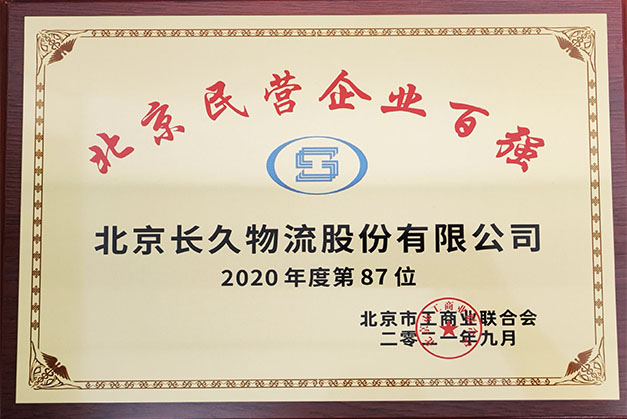 北京民营企业百强
北京长久物流股份有限公司
2020年度第87位
北京市工商业联合会
二零二一年九月